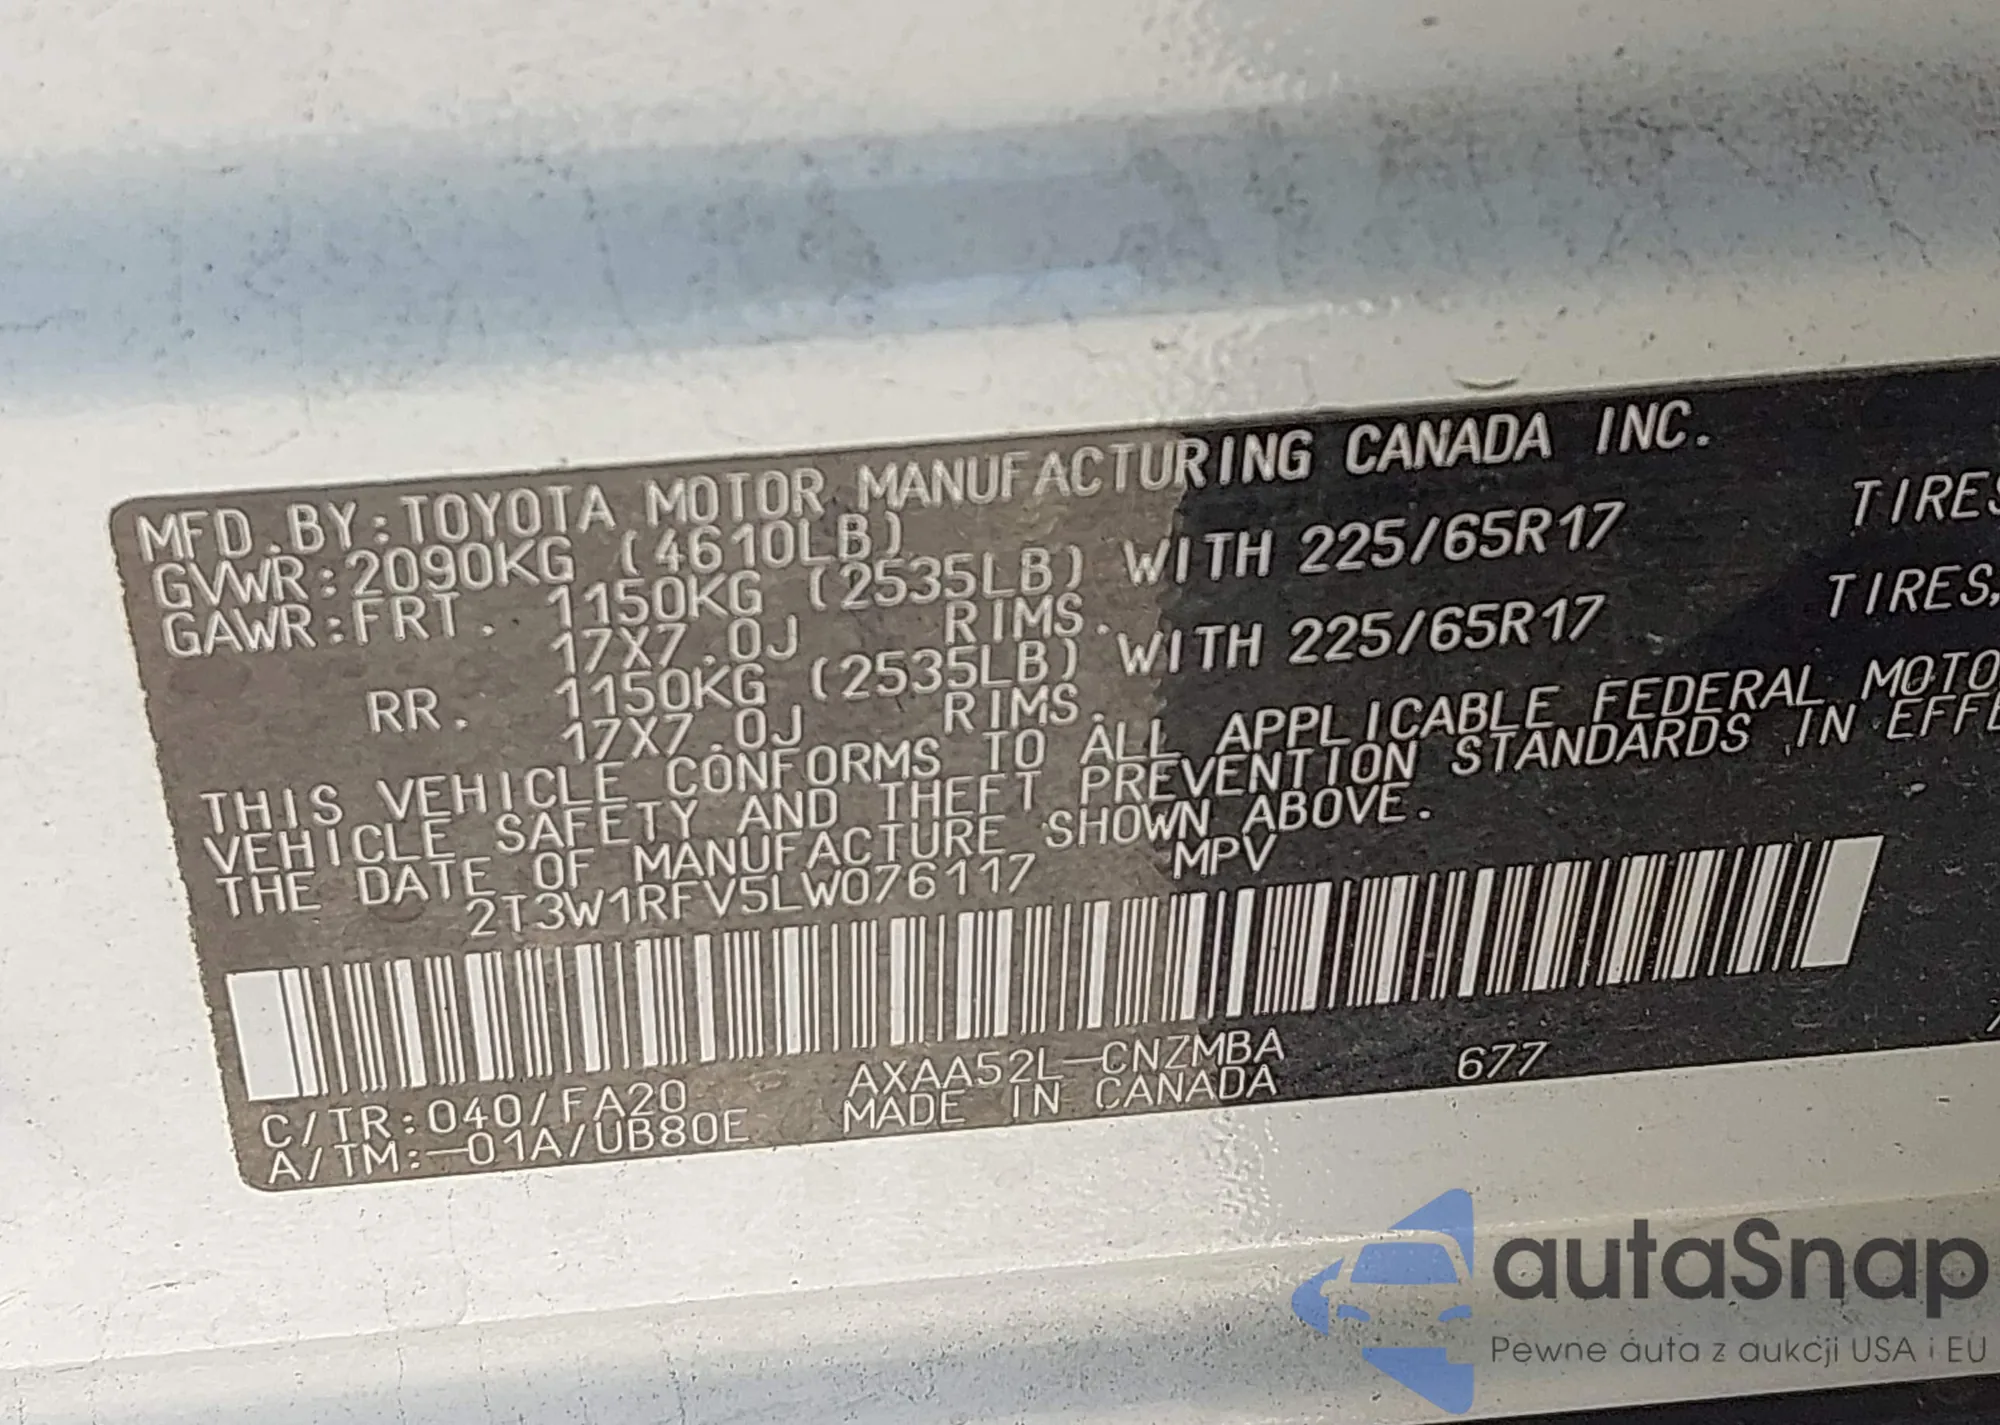 MFD.BY:TOYOTA MOTOR MANUFACTURING CANADA INC.
GVWR:2090KG (4610LB)
GAWR:FRT. 1150KG (2535LB) WITH 225/65R17 TIRES
17X7.0J RIMS.
RR. 1150KG (2535LB) WITH 225/65R17 TIRES,
17X7.0J RIMS.
THIS VEHICLE CONFORMS TO ALL APPLICABLE FEDERAL MOTO
VEHICLE SAFETY AND THEFT PREVENTION STANDARDS IN EFFE
THE DATE OF MANUFACTURE SHOWN ABOVE.
2T3W1RFV5LW076117 MPV
C/TR:040/FA20 AXAA52L-CNZMBA 677
A/TM:-01A/UB80E MADE IN CANADA
autaSnap
Pewne auta z aukcji USA i EU